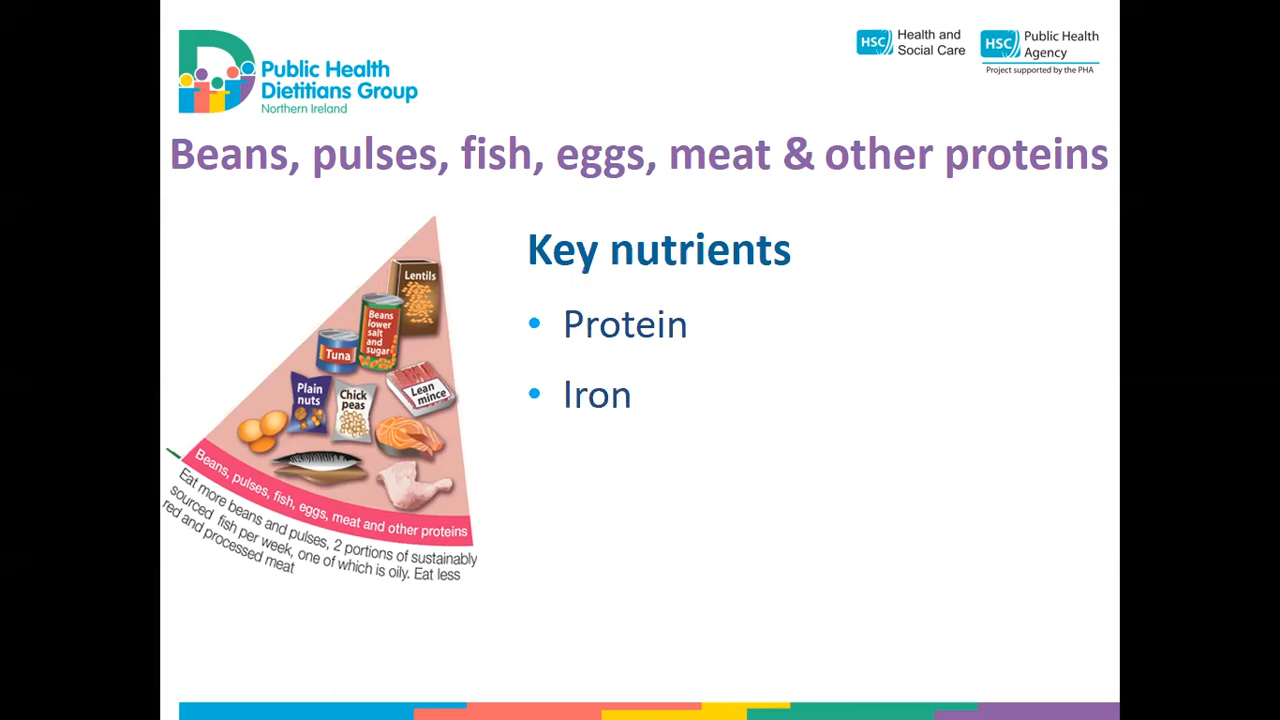 Public Health
Dietitians Group
Northern Ireland
HSC
Health and
Social Care
HSC
Public Health
Agency
Project supported by the PHA
Beans, pulses, fish, eggs, meat & other proteins
Key nutrients
• Protein
• Iron
Lentils
Beans
lower
salt
and
sugar
Tuna
Lean
mince
Plain
nuts
Chick
peas
Beans, pulses, fish, eggs, meat and other proteins
Eat more beans and pulses, 2 portions of sustainably
sourced fish per week, one of which is oily. Eat less
red and processed meat